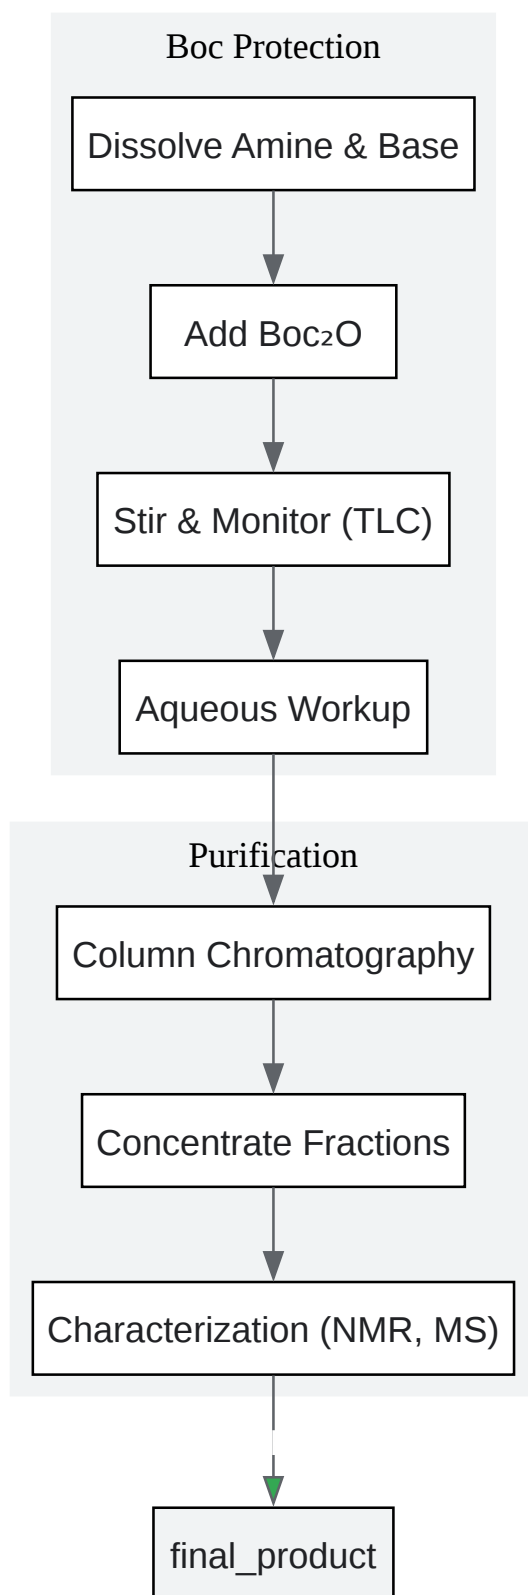 Boc Protection
Dissolve Amine & Base
Add Boc₂O
Stir & Monitor (TLC)
Aqueous Workup
Purification
Column Chromatography
Concentrate Fractions
Characterization (NMR, MS)
final_product